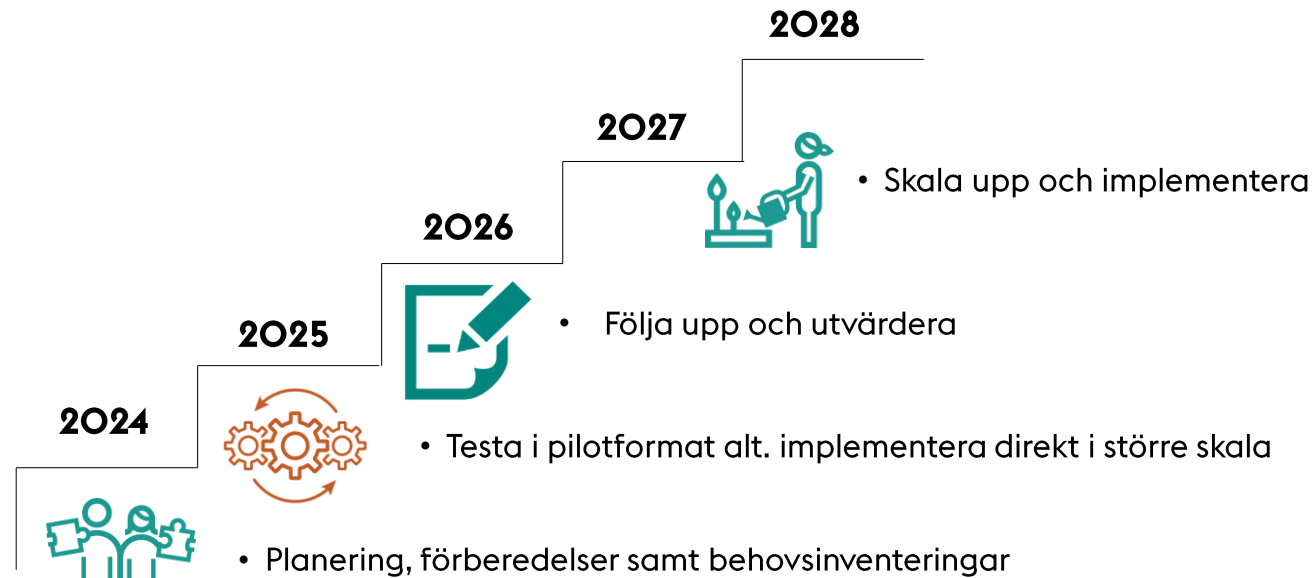 2028
2027
• Skala upp och implementera
2026
• Följa upp och utvärdera
2025
2024
• Testa i pilotformat alt. implementera direkt i större skala
• Planering, förberedelser samt behovsinventeringar